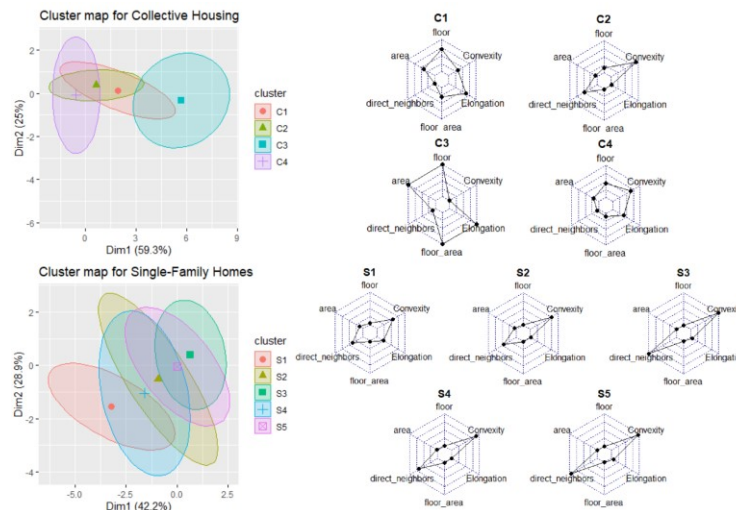 Cluster map for Collective Housing
2
0
-2
-4
-6
Dim2 (25%)
0
3
6
9
Dim1 (59.3%)
cluster
C1
C2
C3
C4
C1
floor
Convexity
Elongation
floor_area
direct_neighbors
area
C2
floor
Convexity
Elongation
floor_area
direct_neighbors
area
C3
floor
Convexity
Elongation
floor_area
direct_neighbors
area
C4
floor
Convexity
Elongation
floor_area
direct_neighbors
area
Cluster map for Single-Family Homes
2
0
-2
-4
Dim2 (28.9%)
-5.0
-2.5
0.0
2.5
Dim1 (42.2%)
cluster
S1
S2
S3
S4
S5
S1
floor
Convexity
Elongation
floor_area
direct_neighbors
area
S2
floor
Convexity
Elongation
floor_area
direct_neighbors
area
S3
floor
Convexity
Elongation
floor_area
direct_neighbors
area
S4
floor
Convexity
Elongation
floor_area
direct_neighbors
area
S5
floor
Convexity
Elongation
floor_area
direct_neighbors
area